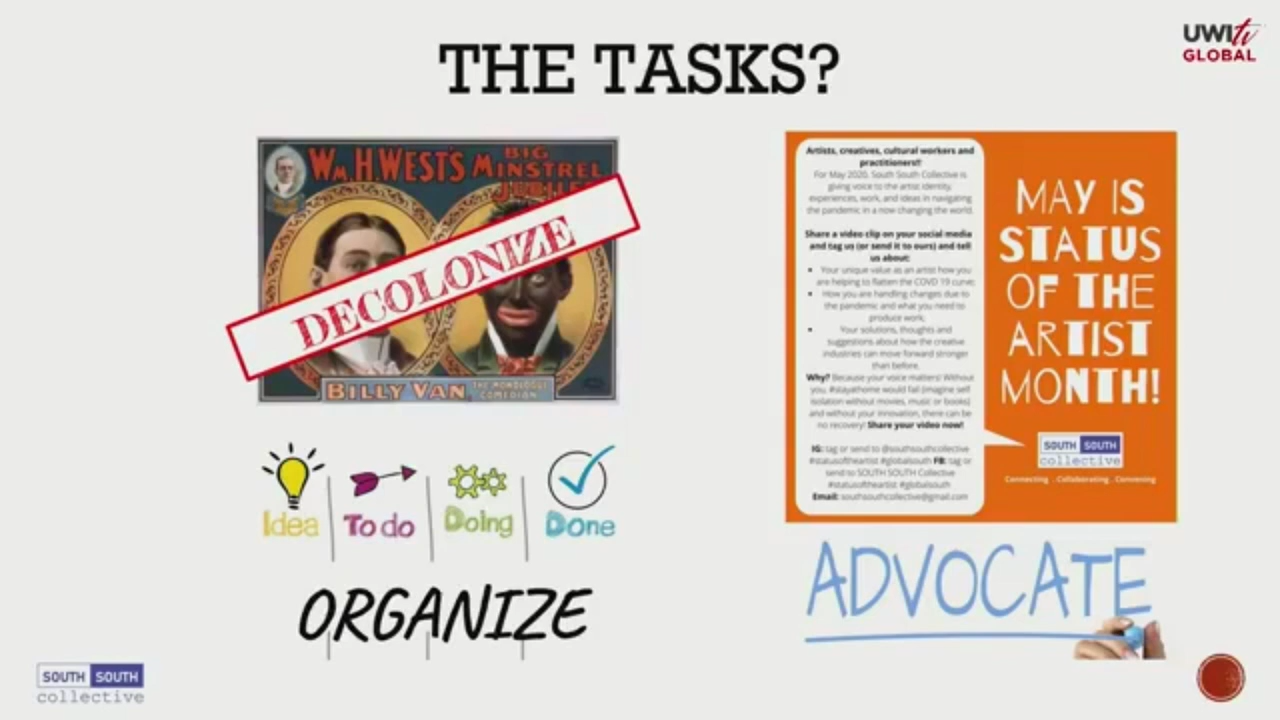 THE TASKS?
UWItv
GLOBAL
WM. H. WEST'S BIG
MINSTREL
JUBILEE
DECOLONIZE
BILLY VAN, THE MONOLOGUE
COMEDIAN
Idea
To do
Doing
Done
ORGANIZE
Artists, creatives, cultural workers and
practitioners!!
For May 2020, South South Collective is
giving voice to the artist identity,
experiences, work, and ideas in navigating
the pandemic in a now changing the world.
Share a video clip on your social media
and tag us (or send it to ours) and tell
us about:
• Your unique value as an artist how you
are helping to flatten the COVD 19 curve;
• How you are handling changes due to
the pandemic and what you need to
produce work;
• Your solutions, thoughts and
suggestions about how the creative
industries can move forward stronger
than before.
Why? Because your voice matters! Without
you, #stayathome would fail (imagine self
isolation without movies, music or books)
and without your innovation, there can be
no recovery! Share your video now!
IG: tag or send to @southsouthcollective
#statusoftheartist #globalsouth FB: tag or
send to SOUTH SOUTH Collective
#statusoftheartist #globalsouth
Email: southsouthcollective@gmail.com
MAY IS
STATUS
OF THE
ARTIST
MONTH!
SOUTH SOUTH
collective
Connecting . Collaborating . Convening
ADVOCATE
SOUTH SOUTH
collective